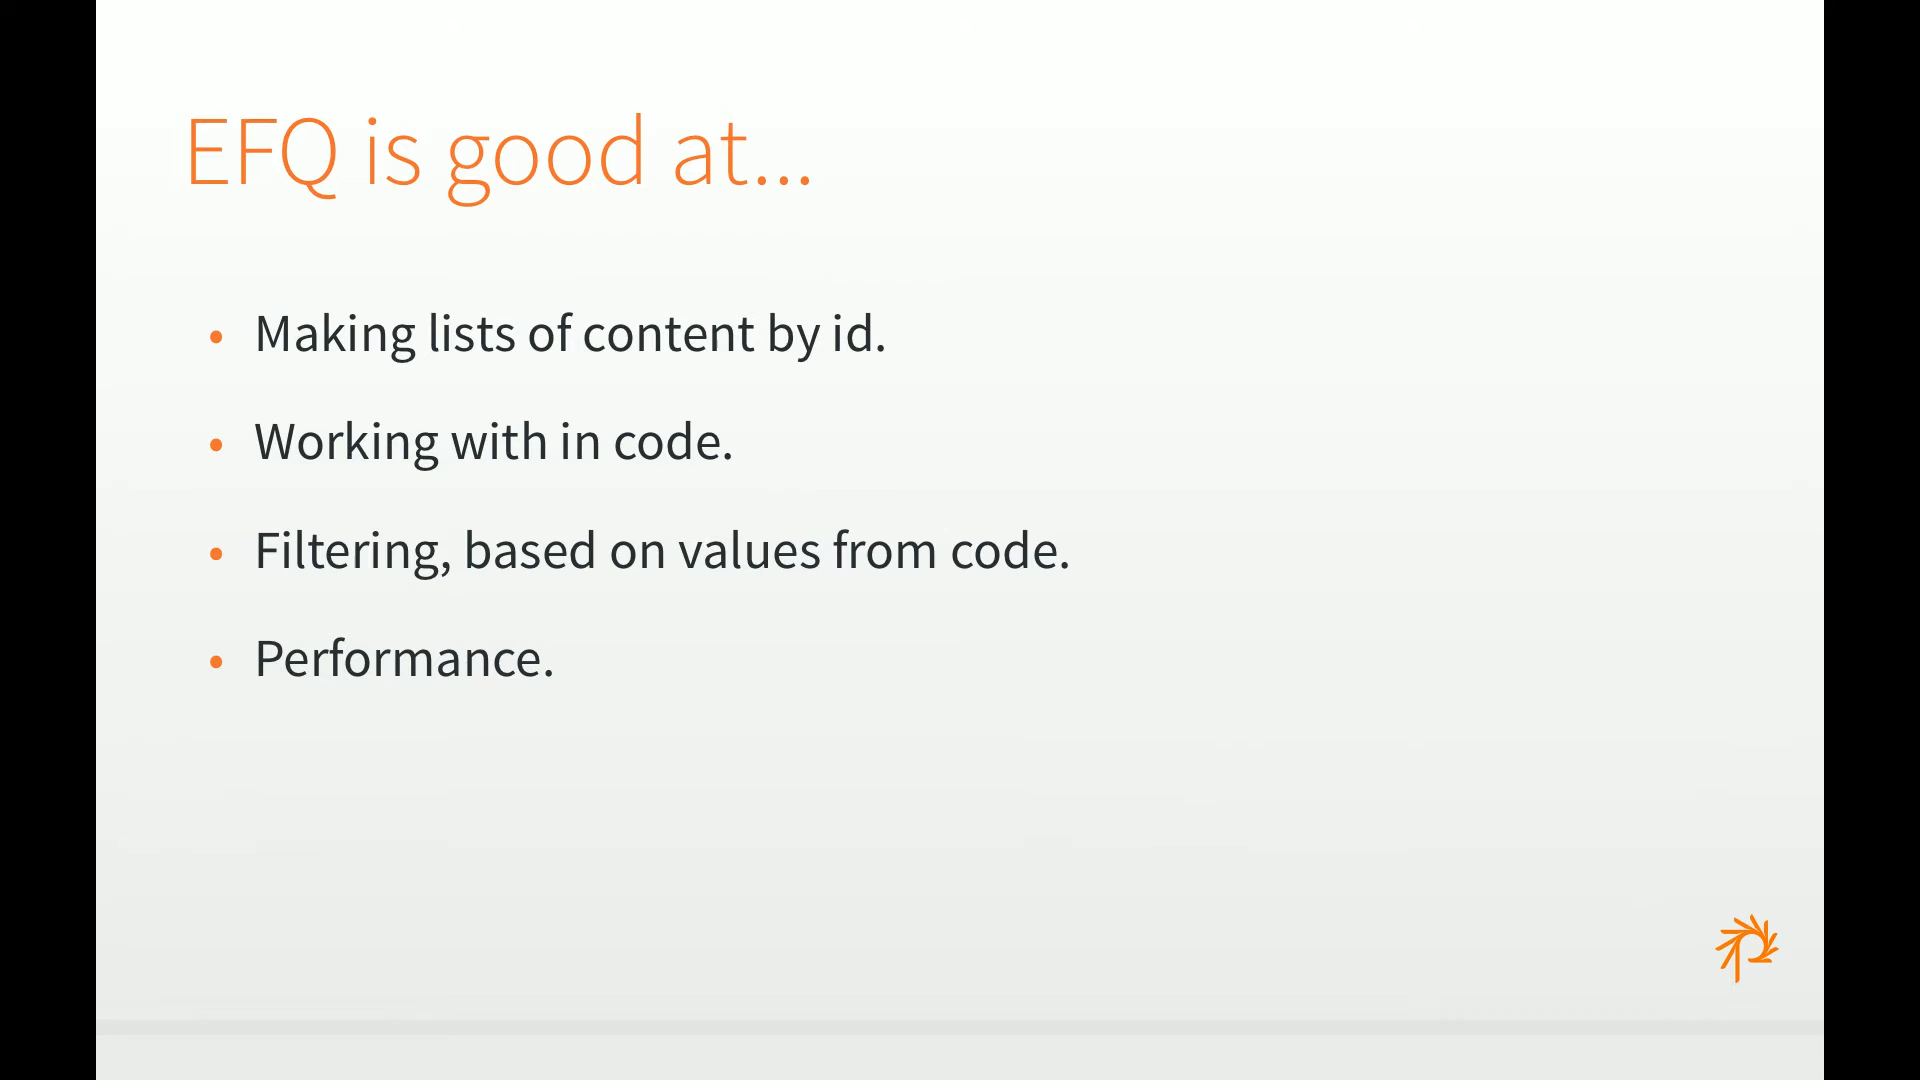 EFQ is good at...
• Making lists of content by id.
• Working with in code.
• Filtering, based on values from code.
• Performance.